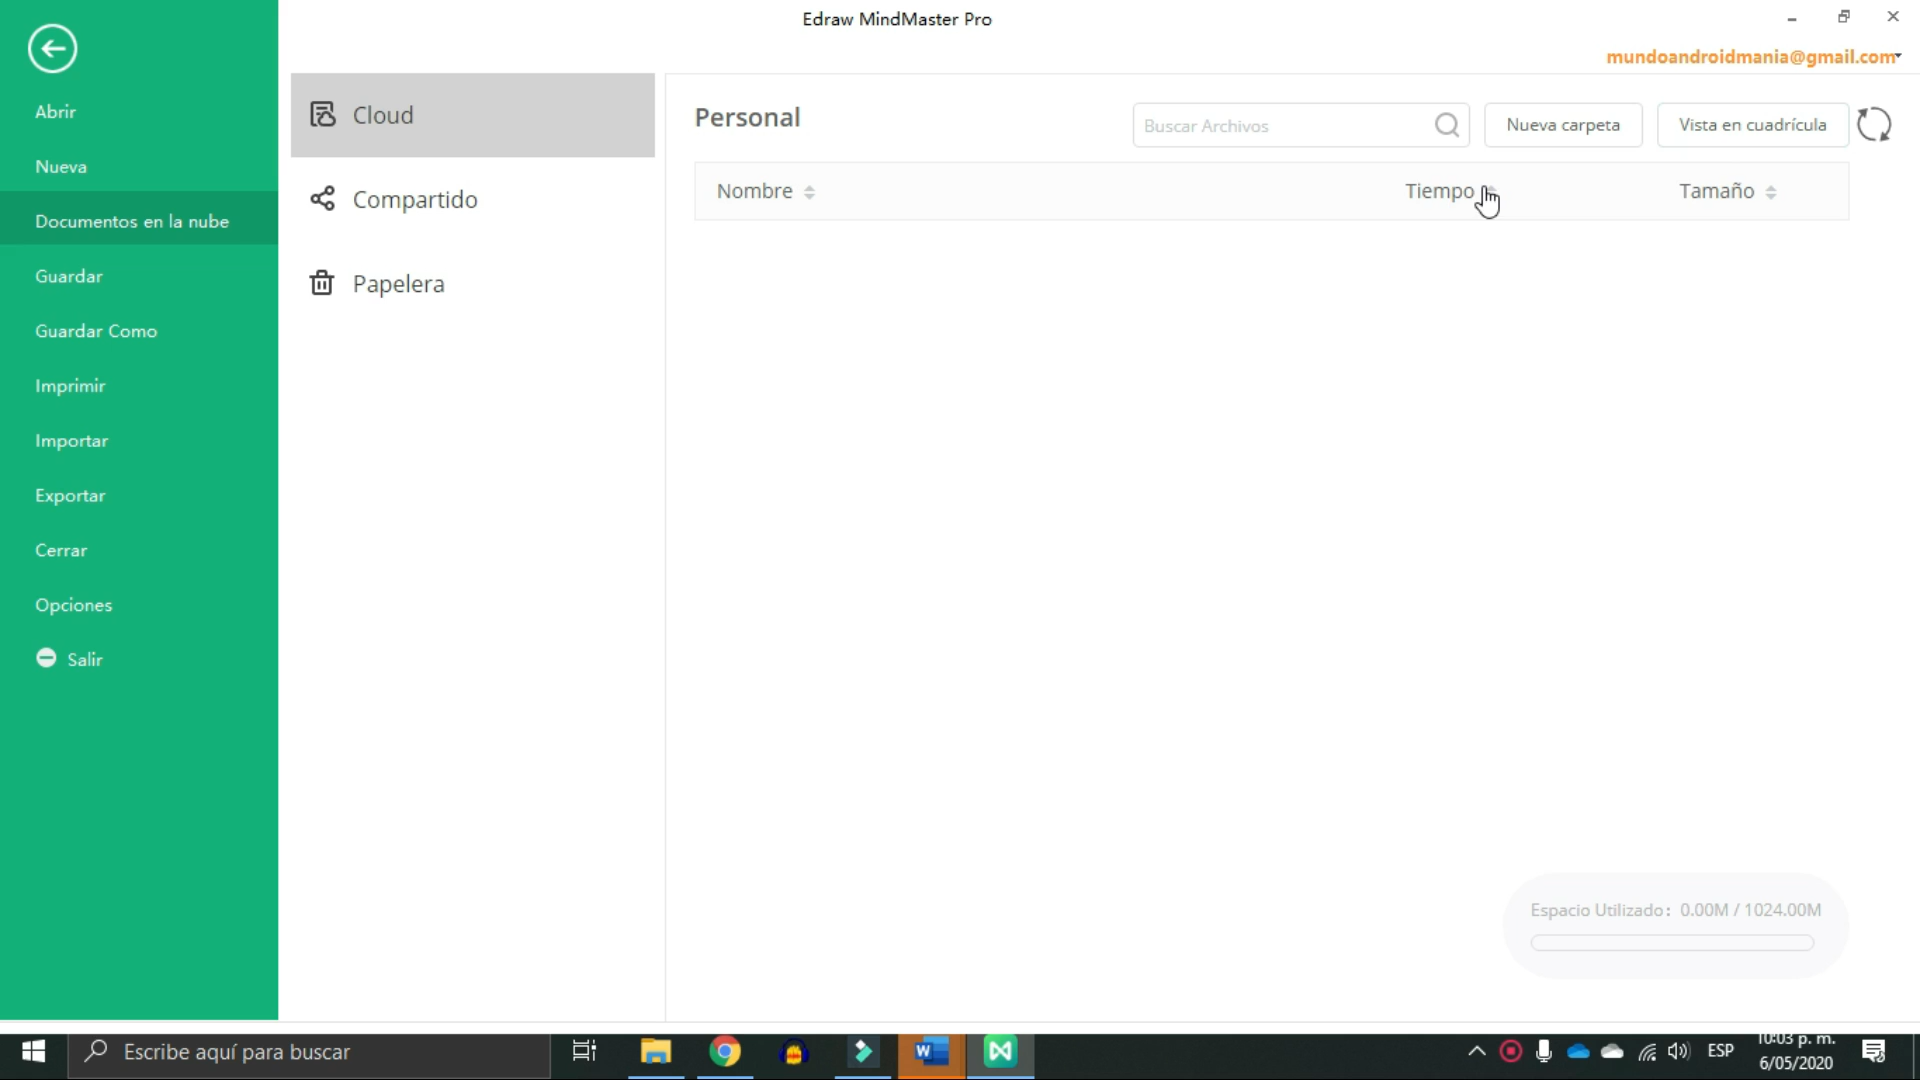 Edraw MindMaster Pro
mundoandroidmania@gmail.com
Abrir
Nueva
Documentos en la nube
Guardar
Guardar Como
Imprimir
Importar
Exportar
Cerrar
Opciones
Salir
Cloud
Compartido
Papelera
Personal
Buscar Archivos
Nueva carpeta
Vista en cuadrícula
Nombre
Tiempo
Tamaño
Espacio Utilizado: 0.00M / 1024.00M
Escribe aquí para buscar
W
ESP
10:03 p. m.
6/05/2020